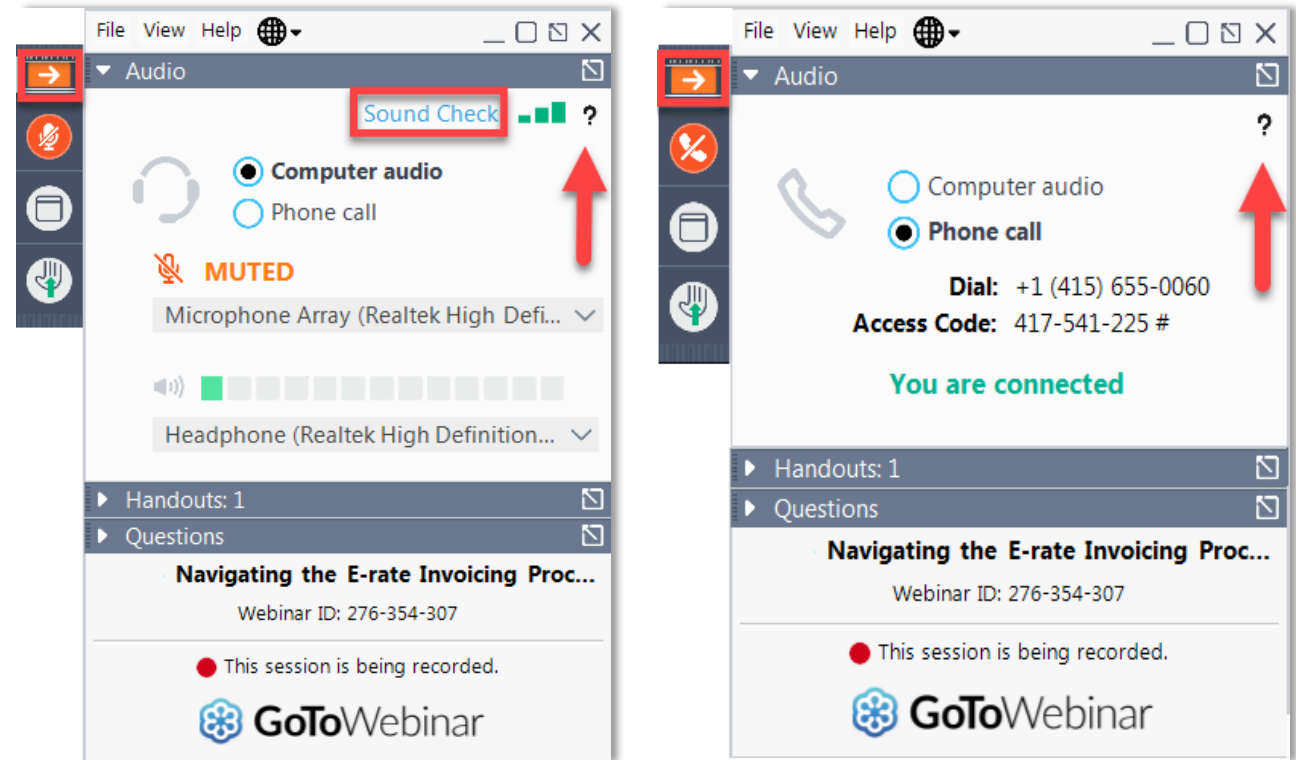 File View Help
Audio
Sound Check ?
Computer audio
Phone call
MUTED
Microphone Array (Realtek High Defi...
Headphone (Realtek High Definition...
Handouts: 1
Questions
Navigating the E-rate Invoicing Proc...
Webinar ID: 276-354-307
This session is being recorded.
GoToWebinar
File View Help
Audio
?
Computer audio
Phone call
Dial: +1 (415) 655-0060
Access Code: 417-541-225 #
You are connected
Handouts: 1
Questions
Navigating the E-rate Invoicing Proc...
Webinar ID: 276-354-307
This session is being recorded.
GoToWebinar